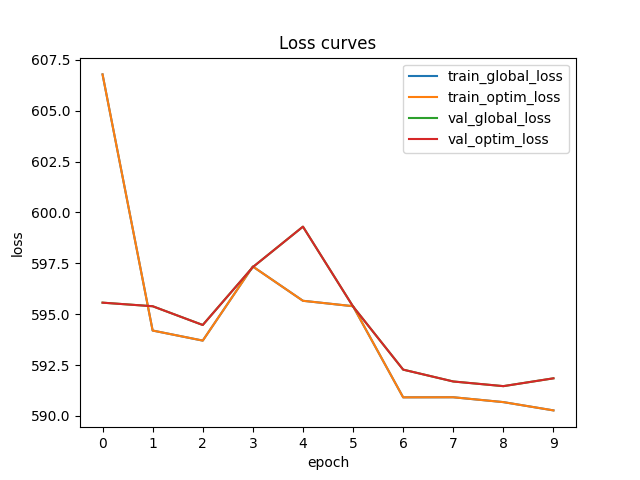 Loss curves
train_global_loss
train_optim_loss
val_global_loss
val_optim_loss
607.5
605.0
602.5
600.0
597.5
595.0
592.5
590.0
loss
0 1 2 3 4 5 6 7 8 9
epoch